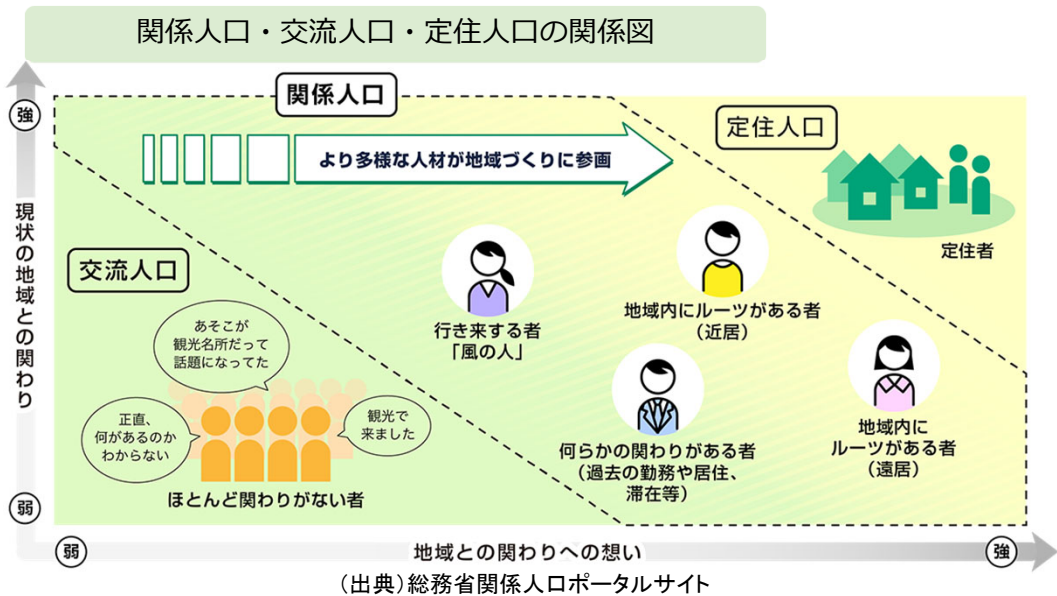 関係人口・交流人口・定住人口の関係図
強
関係人口
定住人口
より多様な人材が地域づくりに参画
定住者
現状の地域との関わり
交流人口
行き来する者
「風の人」
地域内にルーツがある者
（近居）
あそこが
観光名所だって
話題になってた
正直、
何があるのか
わからない
観光で
来ました
ほとんど関わりがない者
何らかの関わりがある者
（過去の勤務や居住、
滞在等）
地域内に
ルーツがある者
（遠居）
弱
弱
地域との関わりへの想い
強
（出典）総務省関係人口ポータルサイト